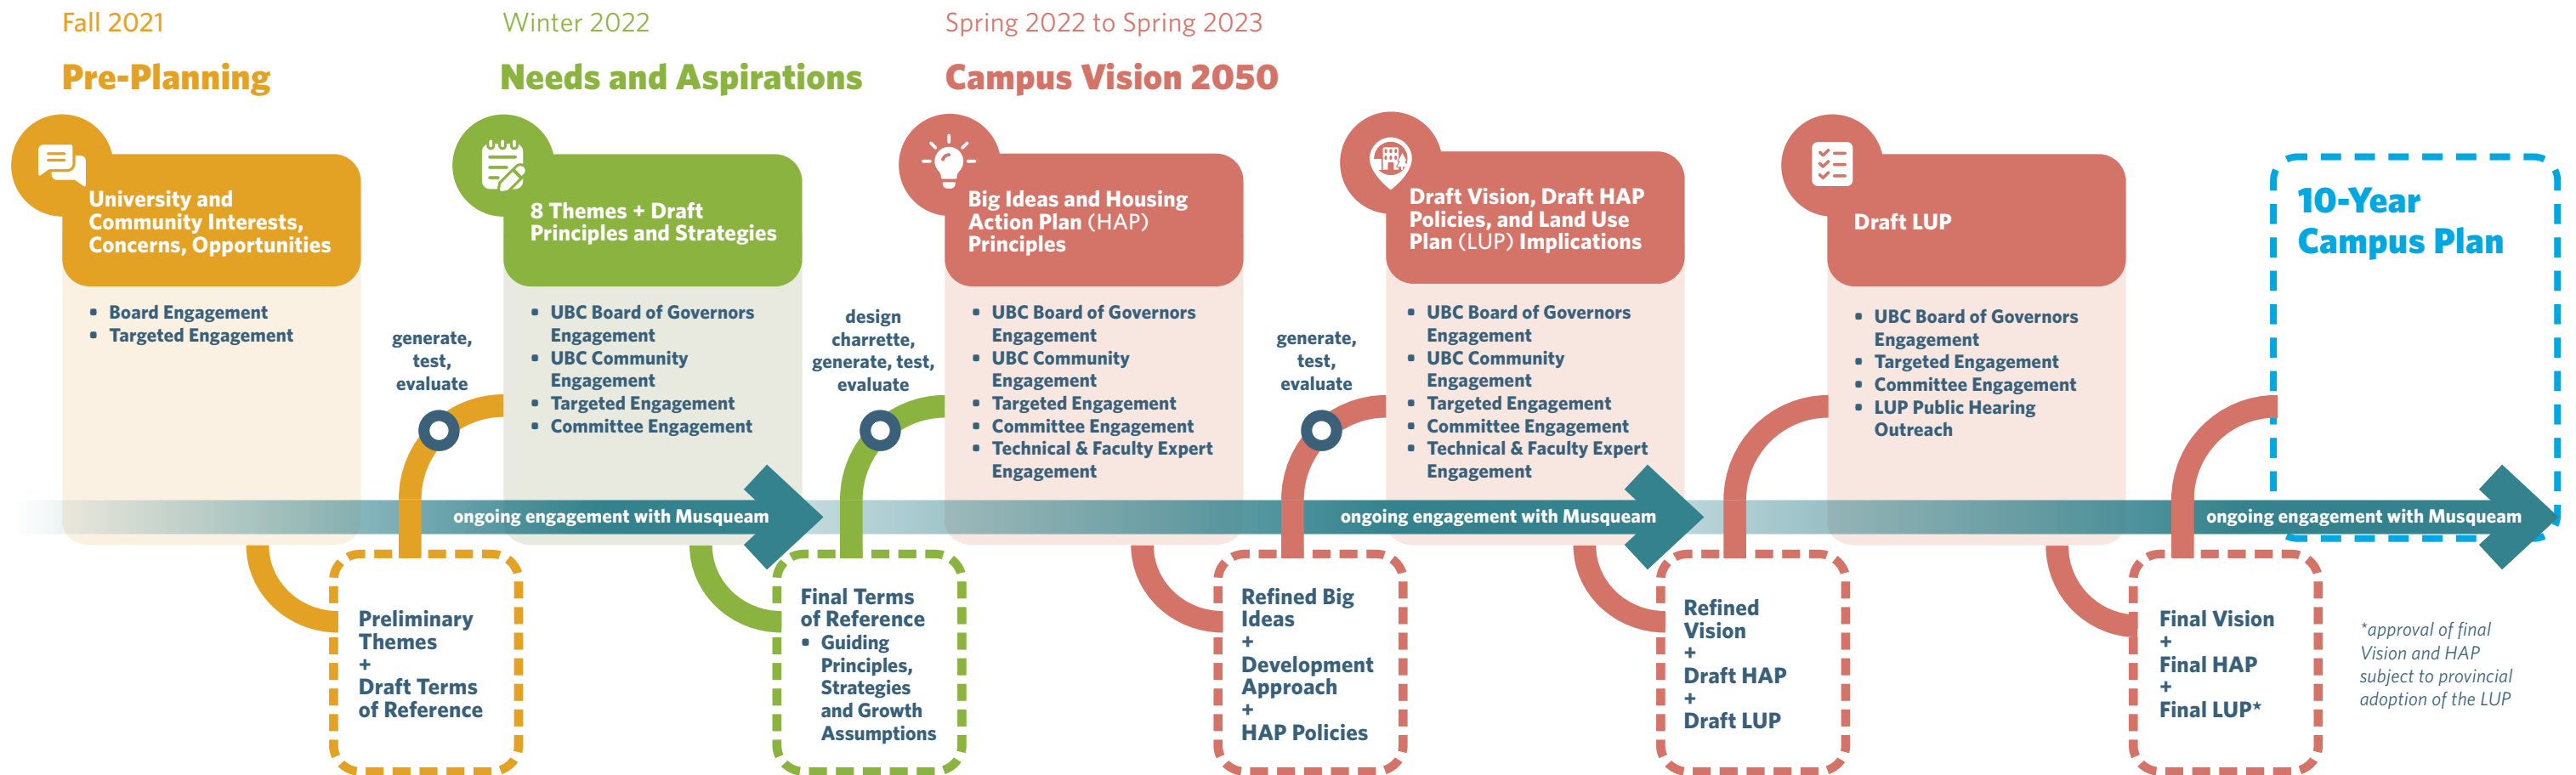 Fall 2021
Pre-Planning
Winter 2022
Needs and Aspirations
Spring 2022 to Spring 2023
Campus Vision 2050
University and
Community Interests,
Concerns, Opportunities
▪ Board Engagement
▪ Targeted Engagement
generate,
test,
evaluate
8 Themes + Draft
Principles and Strategies
▪ UBC Board of Governors
Engagement
▪ UBC Community
Engagement
▪ Targeted Engagement
▪ Committee Engagement
design
charrette,
generate, test,
evaluate
Big Ideas and Housing
Action Plan (HAP)
Principles
▪ UBC Board of Governors
Engagement
▪ UBC Community
Engagement
▪ Targeted Engagement
▪ Committee Engagement
▪ Technical & Faculty Expert
Engagement
generate,
test,
evaluate
Draft Vision, Draft HAP
Policies, and Land Use
Plan (LUP) Implications
▪ UBC Board of Governors
Engagement
▪ UBC Community
Engagement
▪ Targeted Engagement
▪ Committee Engagement
▪ Technical & Faculty Expert
Engagement
Draft LUP
▪ UBC Board of Governors
Engagement
▪ Targeted Engagement
▪ Committee Engagement
▪ LUP Public Hearing
Outreach
10-Year
Campus Plan
ongoing engagement with Musqueam
ongoing engagement with Musqueam
ongoing engagement with Musqueam
Preliminary
Themes
+
Draft Terms
of Reference
Final Terms
of Reference
▪ Guiding
Principles,
Strategies
and Growth
Assumptions
Refined Big
Ideas
+
Development
Approach
+
HAP Policies
Refined
Vision
+
Draft HAP
+
Draft LUP
Final Vision
+
Final HAP
+
Final LUP*
*approval of final
Vision and HAP
subject to provincial
adoption of the LUP